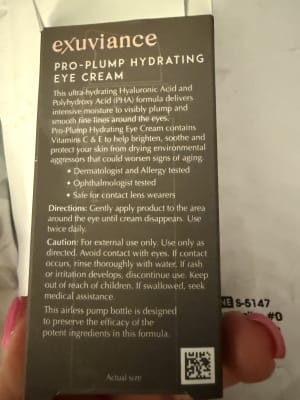 exuviance
PRO-PLUMP HYDRATING
EYE CREAM
This ultra-hydrating Hyaluronic Acid and
Polyhydroxy Acid (PHA) formula delivers
intensive moisture to visibly plump and
smooth fine lines around the eyes.
Pro-Plump Hydrating Eye Cream contains
Vitamins C & E to help brighten, soothe and
protect your skin from drying environmental
aggressors that could worsen signs of aging.
• Dermatologist and Allergy tested
• Ophthalmologist tested
• Safe for contact lens wearers
Directions: Gently apply product to the area
around the eye until cream disappears. Use
twice daily.
Caution: For external use only. Use only as
directed. Avoid contact with eyes. If contact
occurs, rinse thoroughly with water. If rash
or irritation develops, discontinue use. Keep
out of reach of children. If swallowed, seek
medical assistance.
This airless pump bottle is designed
to preserve the efficacy of the
potent ingredients in this formula.
Actual size
S-5147
#0